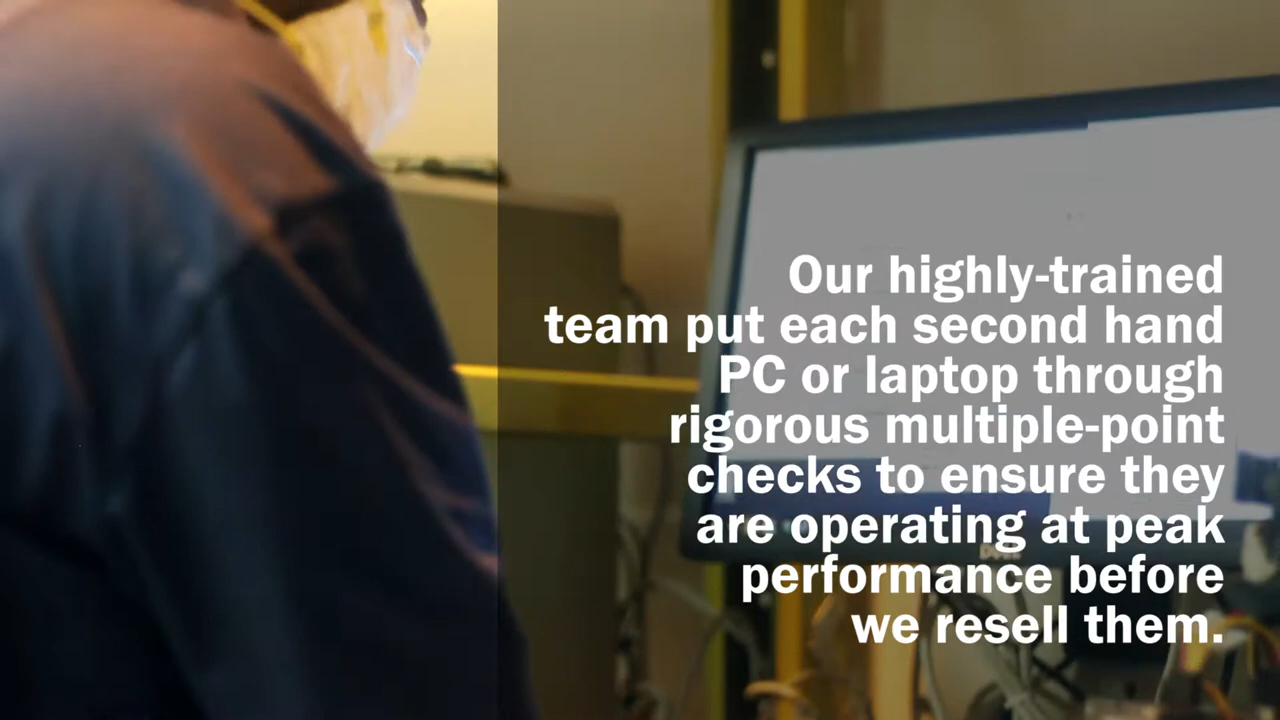 Our highly-trained
team put each second hand
PC or laptop through
rigorous multiple-point
checks to ensure they
are operating at peak
performance before
we resell them.
DELL